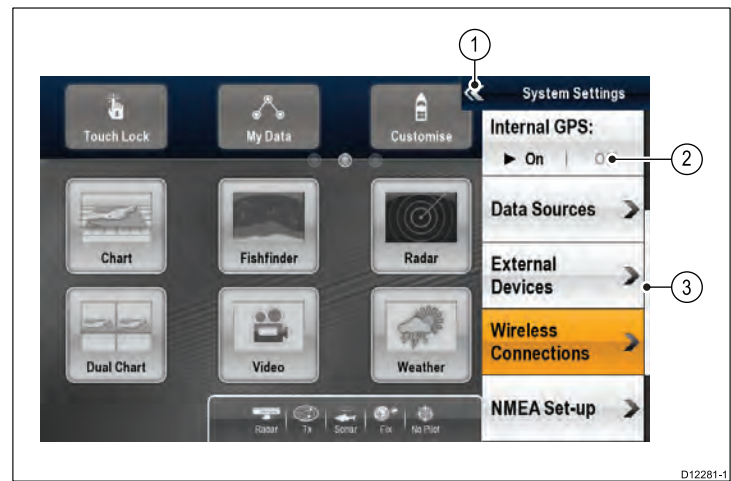 1
Touch Lock
My Data
Customise
System Settings
Internal GPS:
On
2
Data Sources
Chart
Fishfinder
Radar
External
Devices
3
Wireless
Connections
Dual Chart
Video
Weather
NMEA Set-up
Radar
Tx
Sonar
Fix
No Pilot
D12281-1